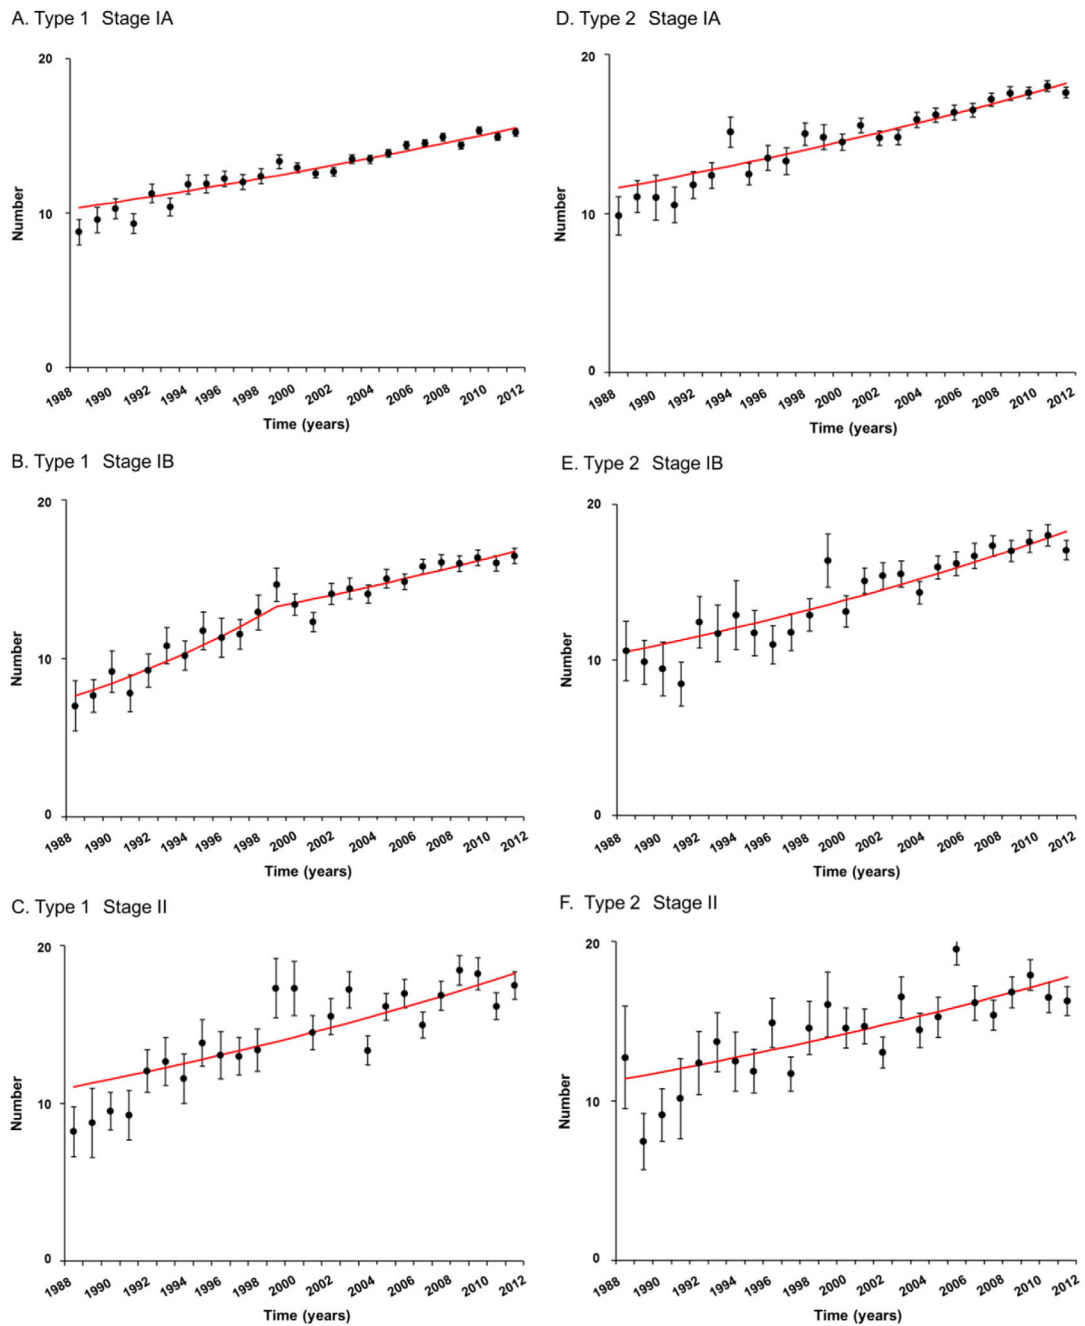 A. Type 1 Stage IA
20
10
0
Number
1988 1990 1992 1994 1996 1998 2000 2002 2004 2006 2008 2010 2012
Time (years)
B. Type 1 Stage IB
20
10
0
Number
1988 1990 1992 1994 1996 1998 2000 2002 2004 2006 2008 2010 2012
Time (years)
C. Type 1 Stage II
20
10
0
Number
1988 1990 1992 1994 1996 1998 2000 2002 2004 2006 2008 2010 2012
Time (years)
D. Type 2 Stage IA
20
10
0
Number
1988 1990 1992 1994 1996 1998 2000 2002 2004 2006 2008 2010 2012
Time (years)
E. Type 2 Stage IB
20
10
0
Number
1988 1990 1992 1994 1996 1998 2000 2002 2004 2006 2008 2010 2012
Time (years)
F. Type 2 Stage II
20
10
0
Number
1988 1990 1992 1994 1996 1998 2000 2002 2004 2006 2008 2010 2012
Time (years)